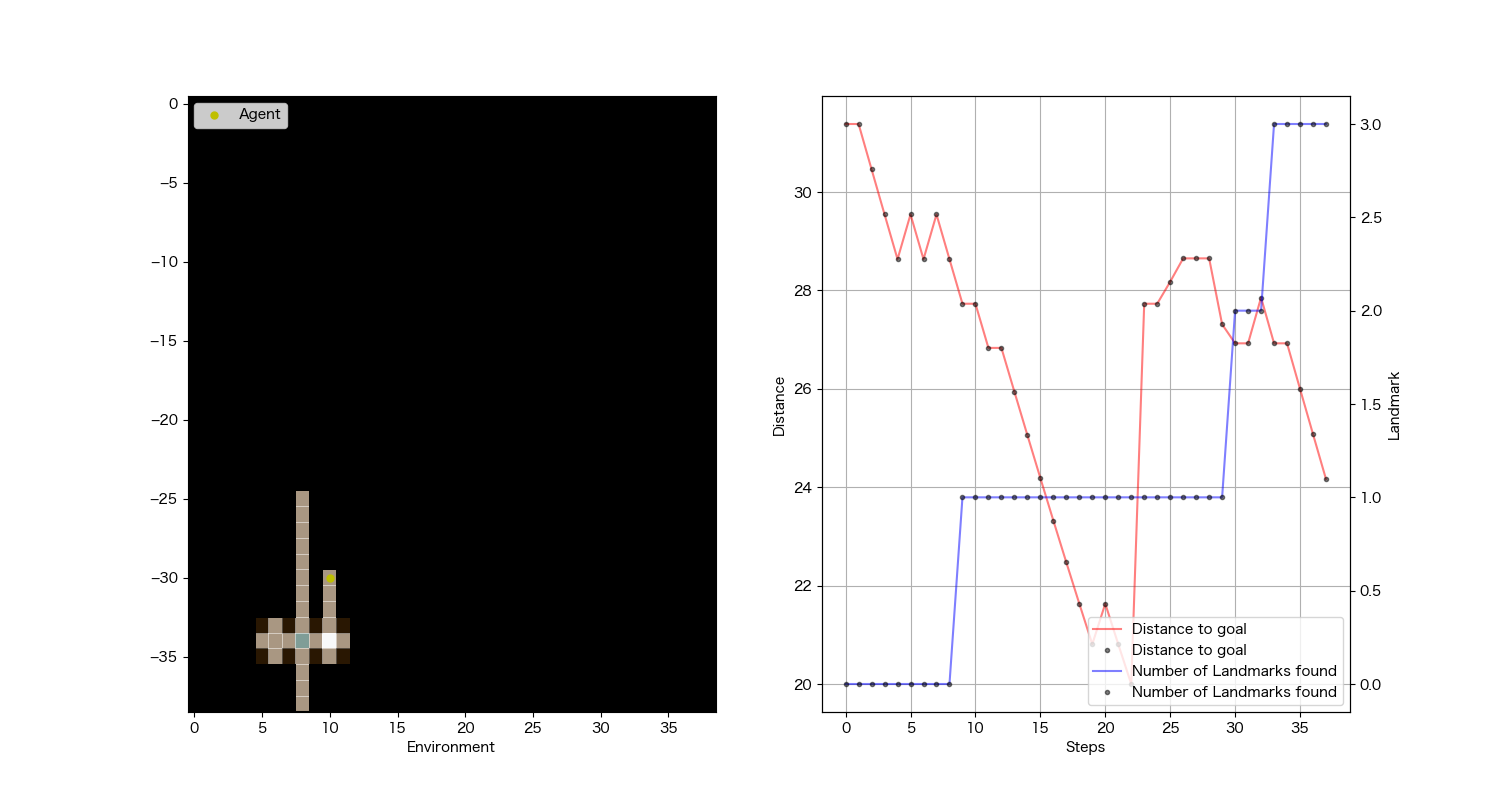 Agent
0
−5
−10
−15
−20
−25
−30
−35
0 5 10 15 20 25 30 35
Environment
Distance
30
28
26
24
22
20
3.0
2.5
2.0
1.5
1.0
0.5
0.0
Landmark
Distance to goal
Distance to goal
Number of Landmarks found
Number of Landmarks found
0 5 10 15 20 25 30 35
Steps